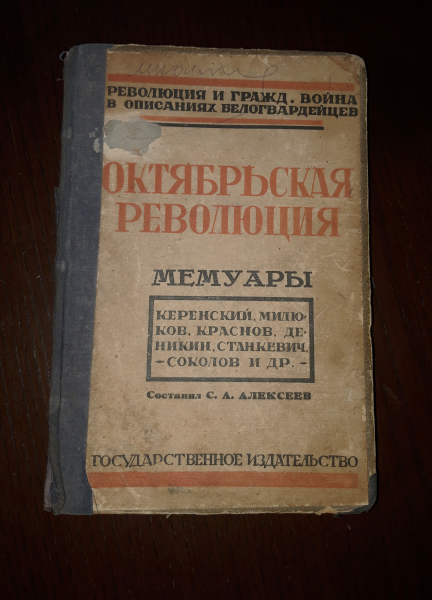 РЕВОЛЮЦИЯ И ГРАЖД. ВОЙНА
В ОПИСАНИЯХ БЕЛОГВАРДЕЙЦЕВ
ОКТЯБРЬСКАЯ
РЕВОЛЮЦИЯ
МЕМУАРЫ
КЕРЕНСКИЙ, МИЛЮ-
КОВ, КРАСНОВ, ДЕ-
НИКИН, СТАНКЕВИЧ,
- СОКОЛОВ И ДР. -
Составил С. А. АЛЕКСЕЕВ
ГОСУДАРСТВЕННОЕ ИЗДАТЕЛЬСТВО